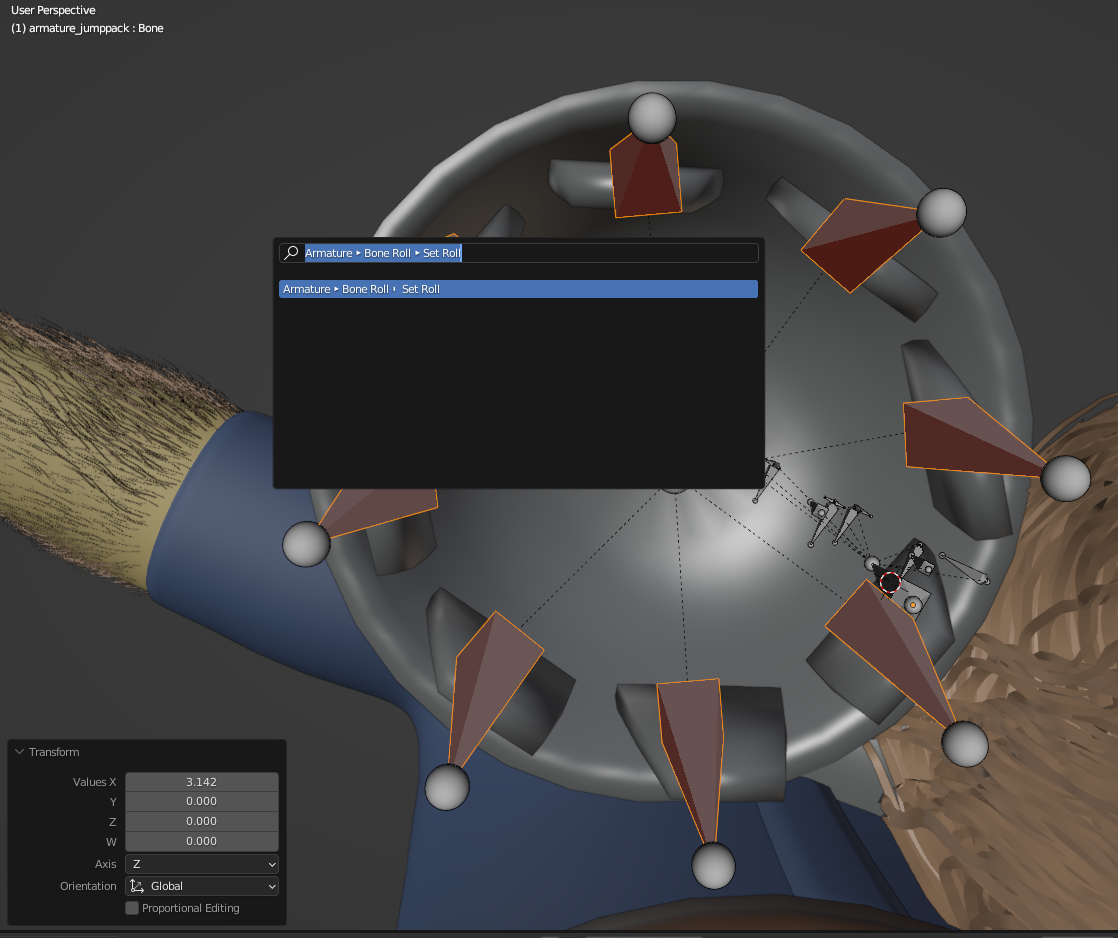 User Perspective
(1) armature_jumppack : Bone
Armature ▸ Bone Roll ▸ Set Roll
Armature ▸ Bone Roll ▸ Set Roll
Transform
Values X 3.142
Y 0.000
Z 0.000
W 0.000
Axis Z
Orientation Global
Proportional Editing